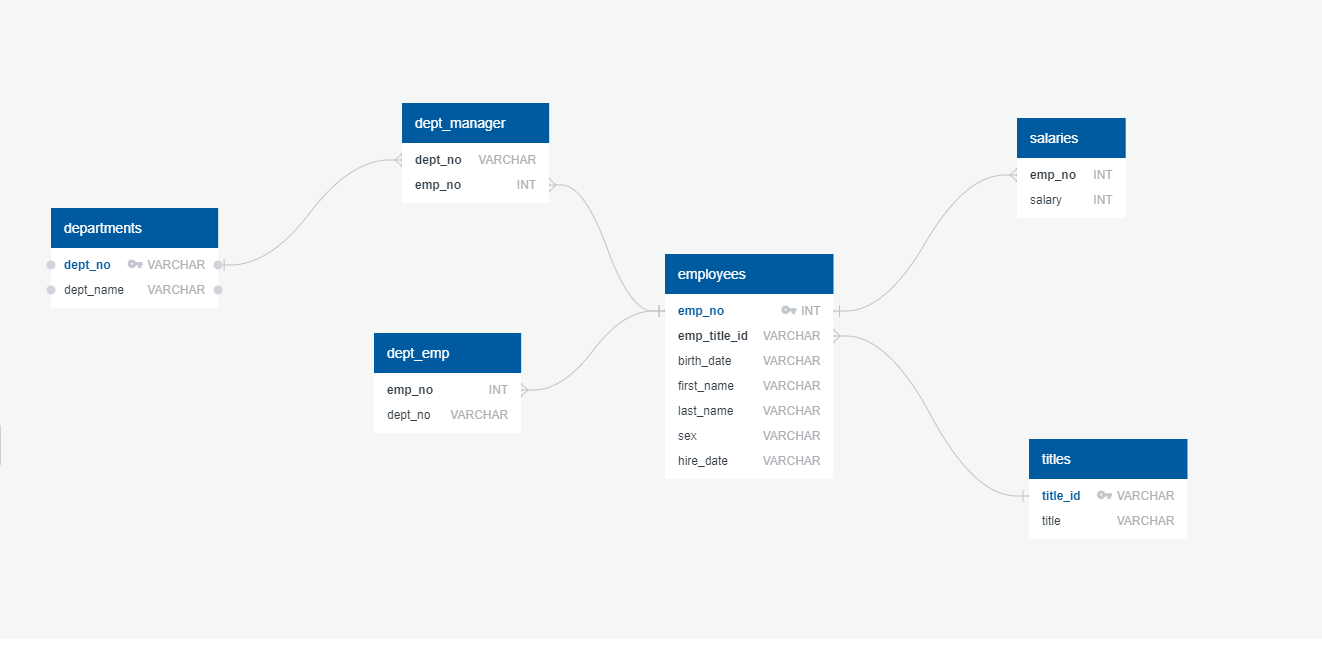 departments
dept_no VARCHAR
dept_name VARCHAR
dept_manager
dept_no VARCHAR
emp_no INT
dept_emp
emp_no INT
dept_no VARCHAR
employees
emp_no INT
emp_title_id VARCHAR
birth_date VARCHAR
first_name VARCHAR
last_name VARCHAR
sex VARCHAR
hire_date VARCHAR
salaries
emp_no INT
salary INT
titles
title_id VARCHAR
title VARCHAR